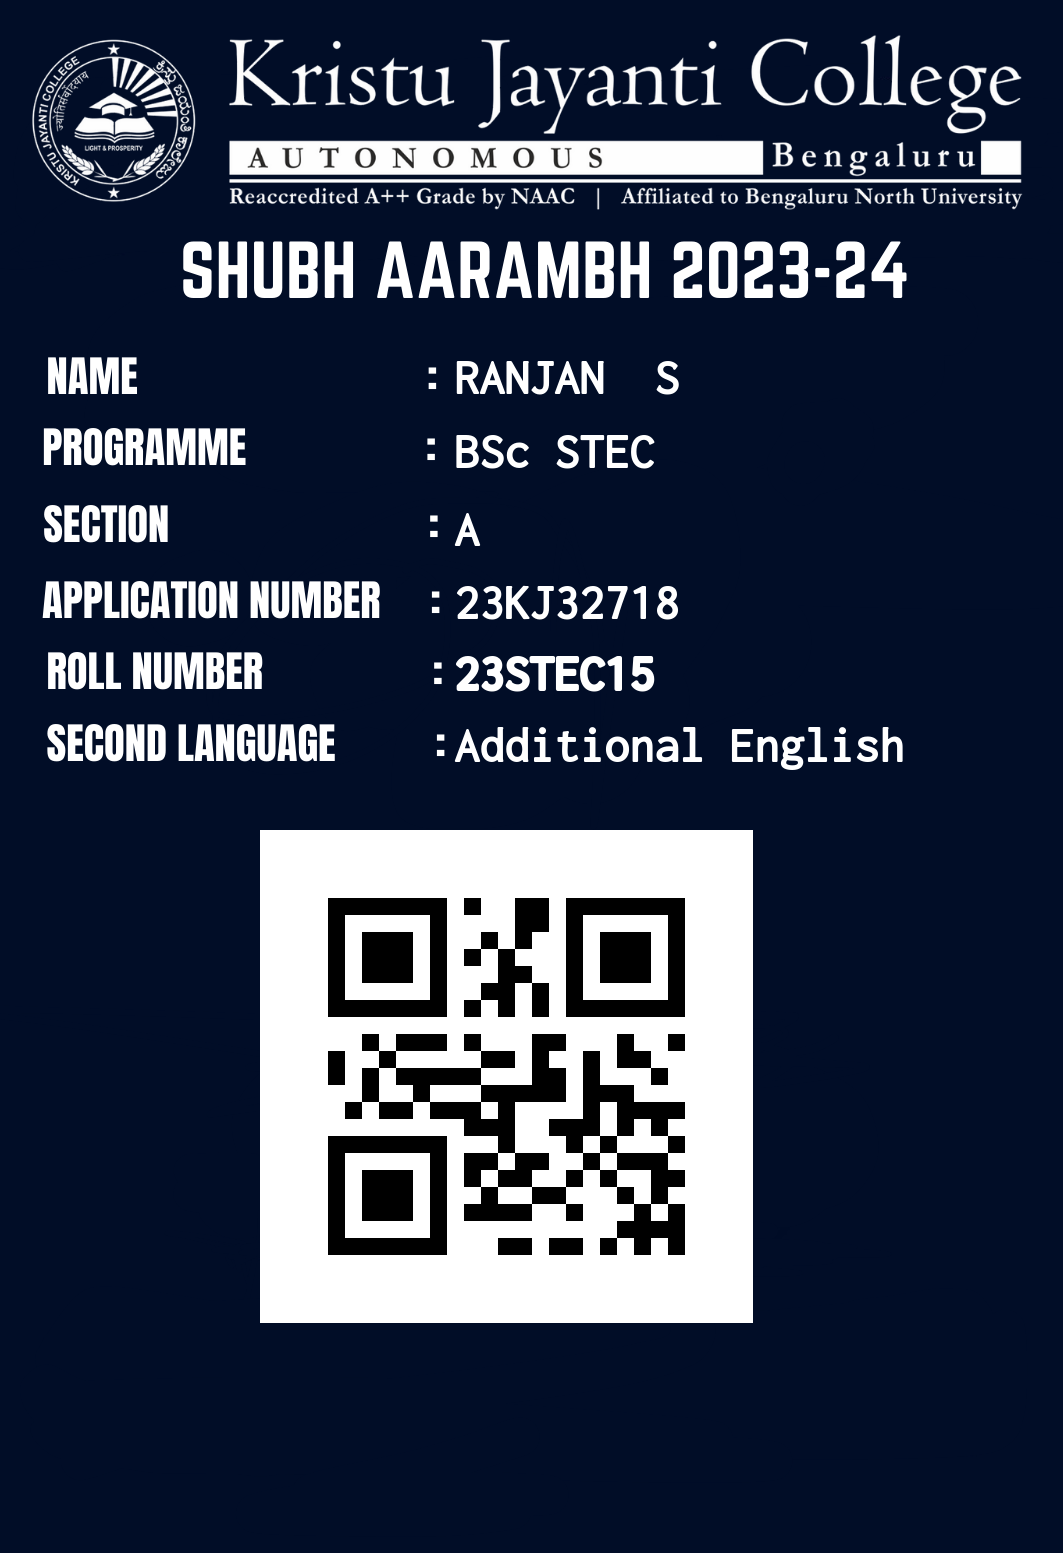 KRISTU JAYANTI COLLEGE
ಕ್ರಿಸ್ತು ಜಯಂತಿ ಕಾಲೇಜು
LIGHT & PROSPERITY
Kristu Jayanti College
AUTONOMOUS Bengaluru
Reaccredited A++ Grade by NAAC | Affiliated to Bengaluru North University
SHUBH AARAMBH 2023-24
NAME : RANJAN S
PROGRAMME : BSc STEC
SECTION : A
APPLICATION NUMBER : 23KJ32718
ROLL NUMBER : 23STEC15
SECOND LANGUAGE : Additional English